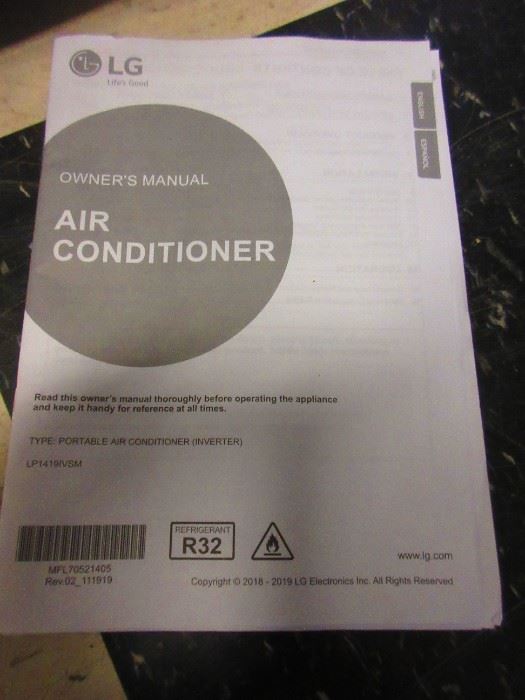 LG
Life's Good
ENGLISH
ESPAÑOL
OWNER'S MANUAL
AIR
CONDITIONER
Read this owner's manual thoroughly before operating the appliance
and keep it handy for reference at all times.
TYPE: PORTABLE AIR CONDITIONER (INVERTER)
LP1419IVSM
REFRIGERANT
R32
MFL70521405
Rev.02_111919
www.lg.com
Copyright © 2018 - 2019 LG Electronics Inc. All Rights Reserved